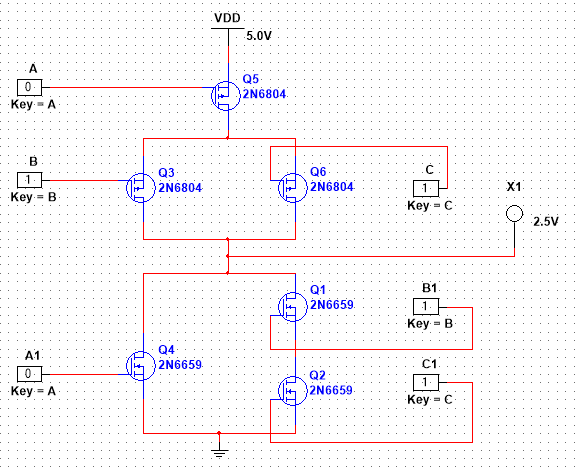 VDD
5.0V
A
0
Key = A
Q5
2N6804
B
1
Key = B
Q3
2N6804
Q6
2N6804
C
1
Key = C
X1
2.5V
Q1
2N6659
B1
1
Key = B
A1
0
Key = A
Q4
2N6659
Q2
2N6659
C1
1
Key = C